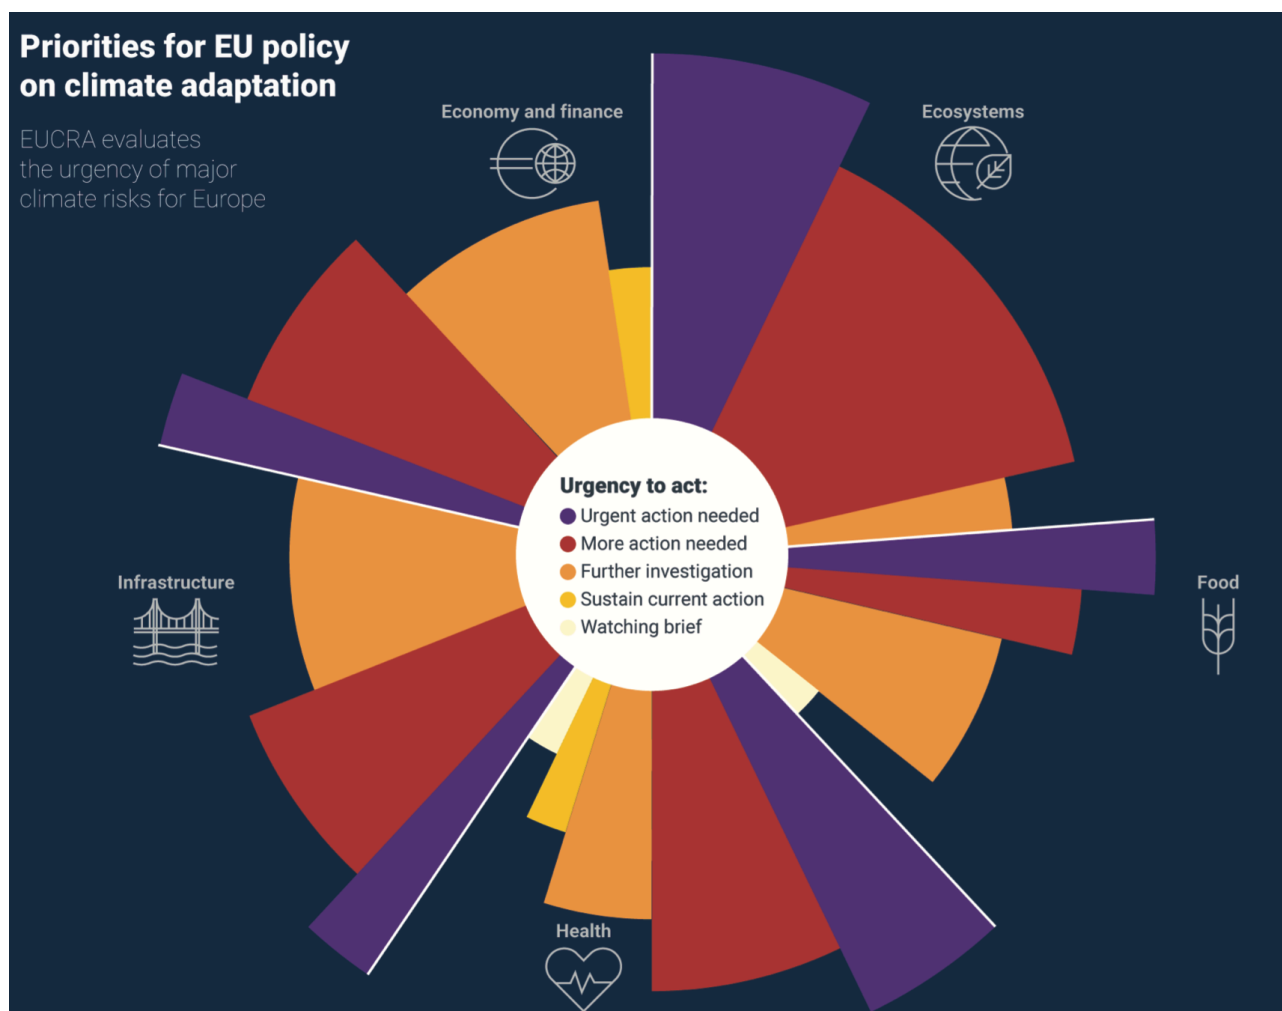 Priorities for EU policy
on climate adaptation
EUCRA evaluates
the urgency of major
climate risks for Europe
Economy and finance
Ecosystems
Urgency to act:
Urgent action needed
More action needed
Further investigation
Sustain current action
Watching brief
Infrastructure
Food
Health